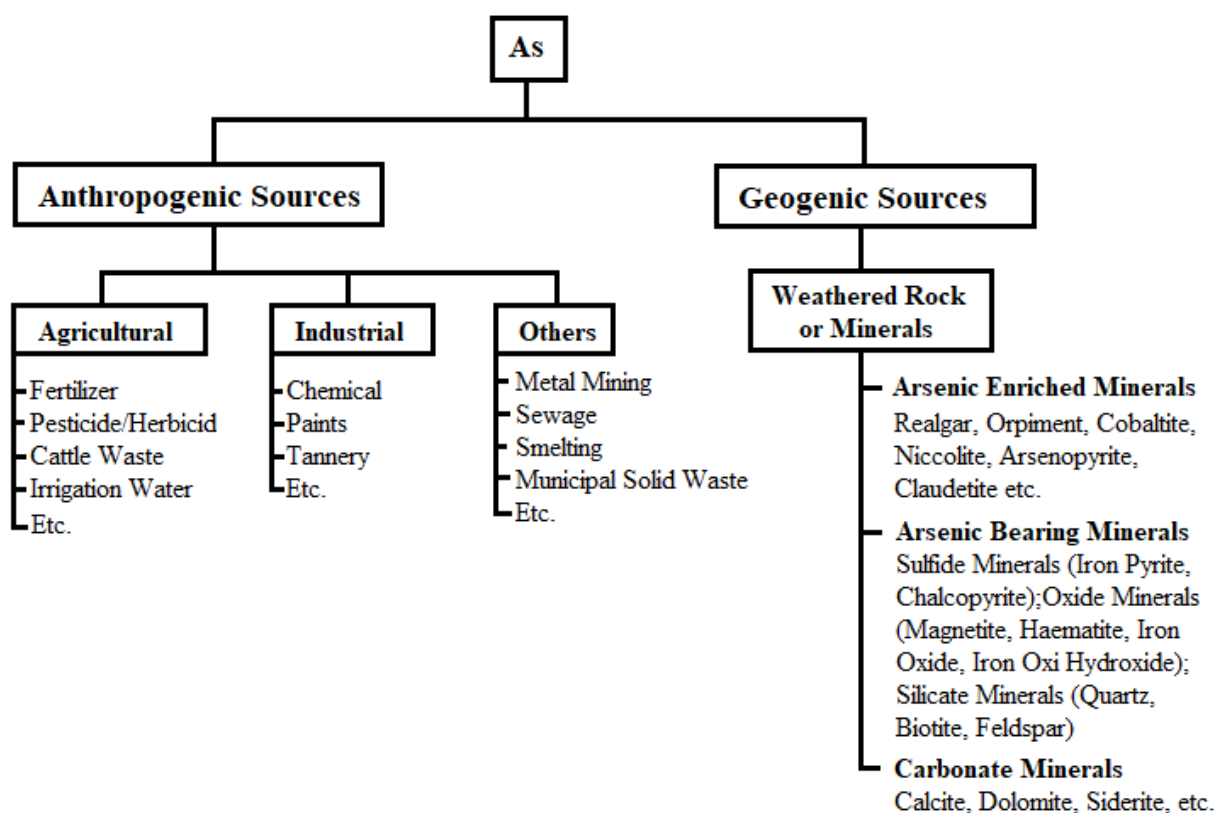 As
Anthropogenic Sources
Geogenic Sources
Agricultural
Fertilizer
Pesticide/Herbicid
Cattle Waste
Irrigation Water
Etc.
Industrial
Chemical
Paints
Tannery
Etc.
Others
Metal Mining
Sewage
Smelting
Municipal Solid Waste
Etc.
Weathered Rock
or Minerals
Arsenic Enriched Minerals
Realgar, Orpiment, Cobaltite,
Niccolite, Arsenopyrite,
Claudetite etc.
Arsenic Bearing Minerals
Sulfide Minerals (Iron Pyrite,
Chalcopyrite);Oxide Minerals
(Magnetite, Haematite, Iron
Oxide, Iron Oxi Hydroxide);
Silicate Minerals (Quartz,
Biotite, Feldspar)
Carbonate Minerals
Calcite, Dolomite, Siderite, etc.